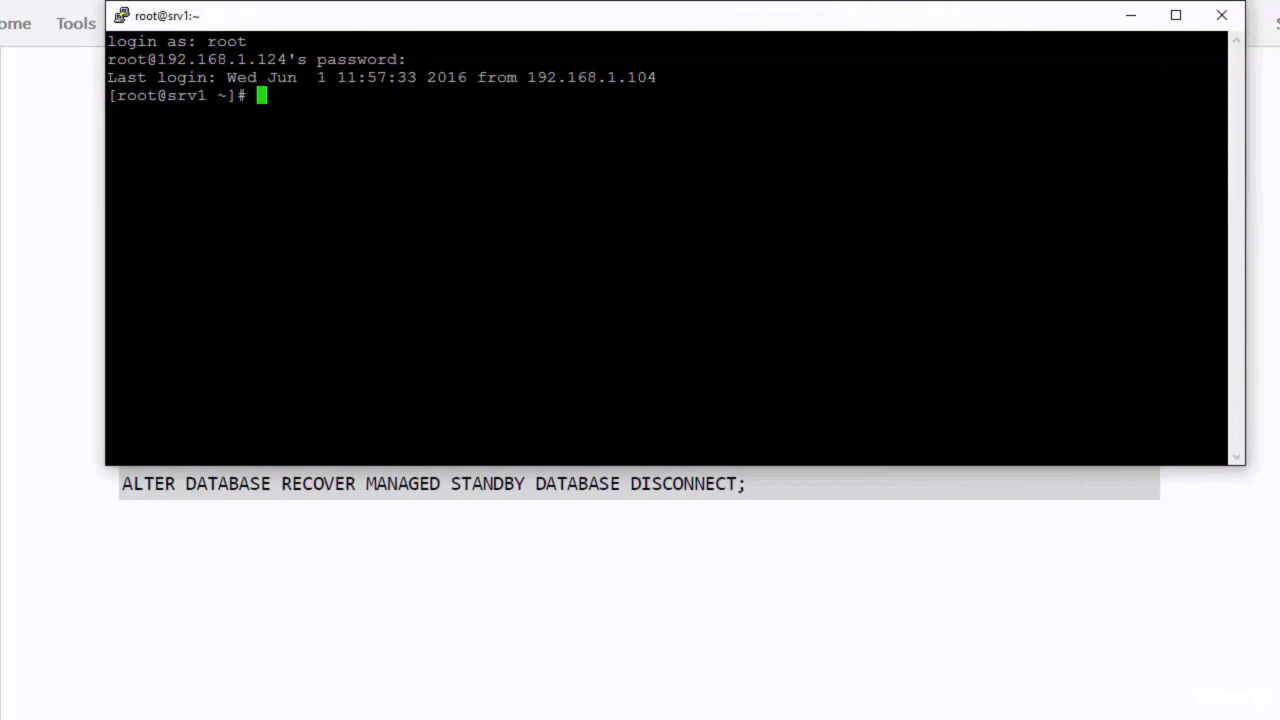 ome Tools
root@srv1:~
login as: root
root@192.168.1.124's password:
Last login: Wed Jun  1 11:57:33 2016 from 192.168.1.104
[root@srv1 ~]#
ALTER DATABASE RECOVER MANAGED STANDBY DATABASE DISCONNECT;
udemy